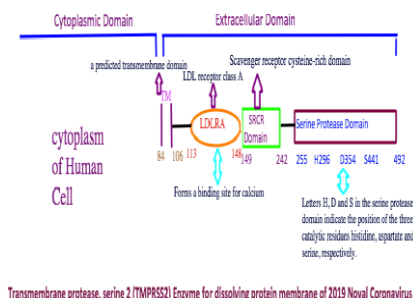 Cytoplasmic Domain
Extracellular Domain
a predicted transmembrane domain
LDL receptor class A
Scavenger receptor cysteine-rich domain
TM
LDLRA
SRCR
Domain
Serine Protease Domain
cytoplasm
of Human
Cell
84
106
113
148
149
242
255 H296 D354 S441 492
Forms a binding site for calcium
Letters H, D and S in the serine protease
domain indicate the position of the three
catalytic residues histidine, aspartate and
serine, respectively.
Transmembrane protease, serine 2 (TMPRSS2) Enzyme for dissolving protein membrane of 2019 Noval Coronavirus